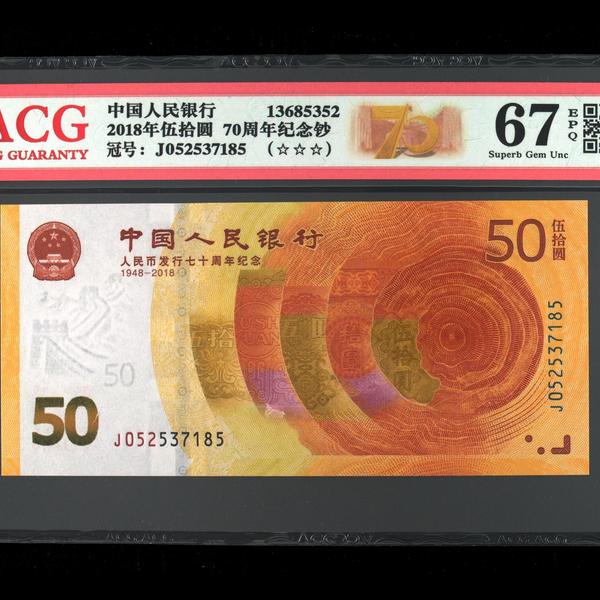 ACG
G GUARANTY
中国人民银行 13685352
2018年伍拾圆 70周年纪念钞
冠号: J052537185 (☆☆☆)
70
67
EPQ
Superb Gem Unc
中国人民银行
人民币发行七十周年纪念
1948-2018
50
伍拾圆
J052537185
50
50
J052537185